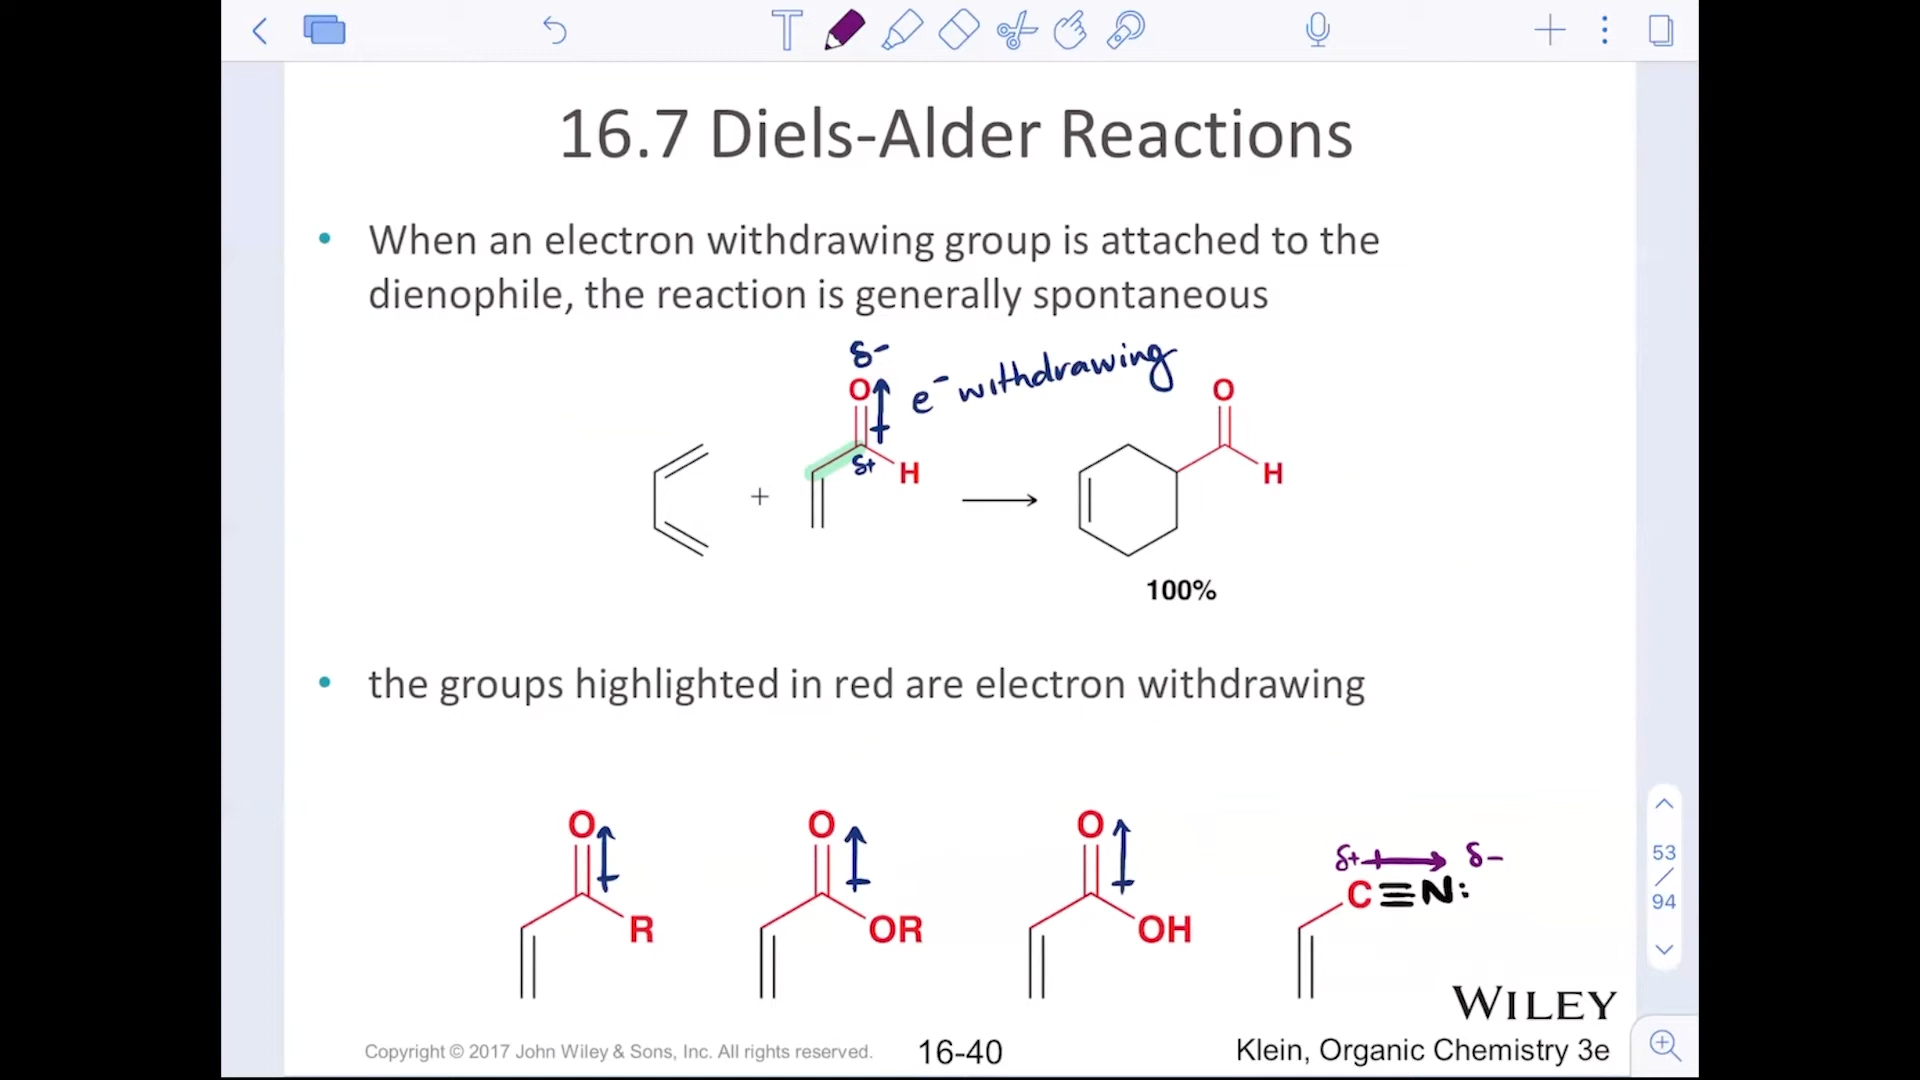 16.7 Diels-Alder Reactions
• When an electron withdrawing group is attached to the
dienophile, the reaction is generally spontaneous
δ-
O
e⁻ withdrawing
δ+
H
+
O
H
100%
• the groups highlighted in red are electron withdrawing
O
R
O
OR
O
OH
δ+ δ-
C≡N:
53
/
94
WILEY
Copyright © 2017 John Wiley & Sons, Inc. All rights reserved.
16-40
Klein, Organic Chemistry 3e